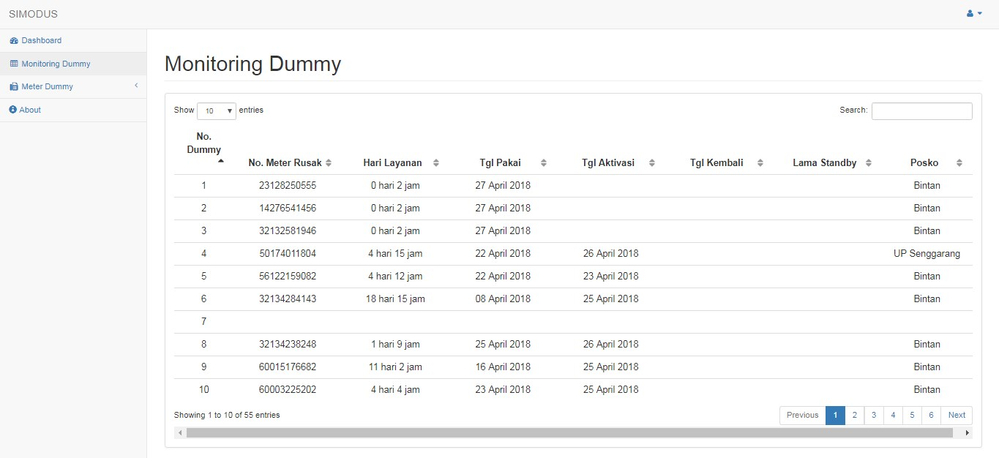 SIMODUS
Dashboard
Monitoring Dummy
Meter Dummy
About
Monitoring Dummy
Show 10 entries Search:
No. Dummy No. Meter Rusak Hari Layanan Tgl Pakai Tgl Aktivasi Tgl Kembali Lama Standby Posko
1 23128250555 0 hari 2 jam 27 April 2018 Bintan
2 14276541456 0 hari 2 jam 27 April 2018 Bintan
3 32132581946 0 hari 2 jam 27 April 2018 Bintan
4 50174011804 4 hari 15 jam 22 April 2018 26 April 2018 UP Senggarang
5 56122159082 4 hari 12 jam 22 April 2018 23 April 2018 Bintan
6 32134284143 18 hari 15 jam 08 April 2018 25 April 2018 Bintan
7
8 32134238248 1 hari 9 jam 25 April 2018 26 April 2018 Bintan
9 60015176682 11 hari 2 jam 16 April 2018 25 April 2018 Bintan
10 60003225202 4 hari 4 jam 23 April 2018 25 April 2018 Bintan
Showing 1 to 10 of 55 entries Previous 1 2 3 4 5 6 Next